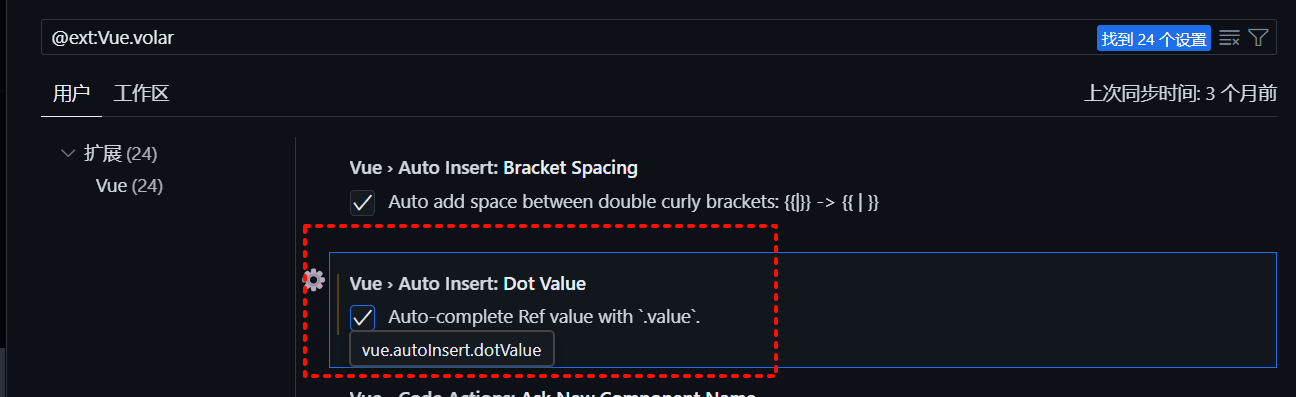 @ext:Vue.volar
找到 24 个设置
用户 工作区
上次同步时间: 3 个月前
扩展 (24)
Vue (24)
Vue › Auto Insert: Bracket Spacing
Auto add space between double curly brackets: {{|}} -> {{ | }}
Vue › Auto Insert: Dot Value
Auto-complete Ref value with `.value`.
vue.autoInsert.dotValue
Vue › Code Actions: Ask New Component Name